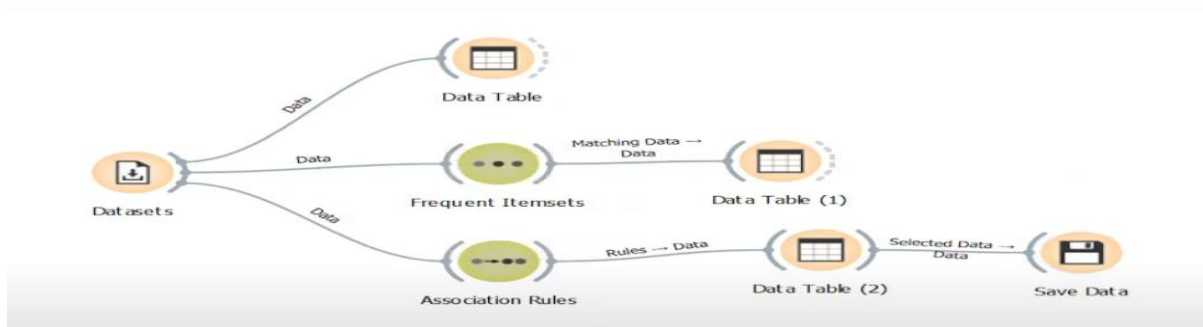 Data
Data Table
Matching Data →
Data
Data
Datasets
Frequent Itemsets
Data Table (1)
Data
Rules → Data
Selected Data →
Data
Association Rules
Data Table (2)
Save Data